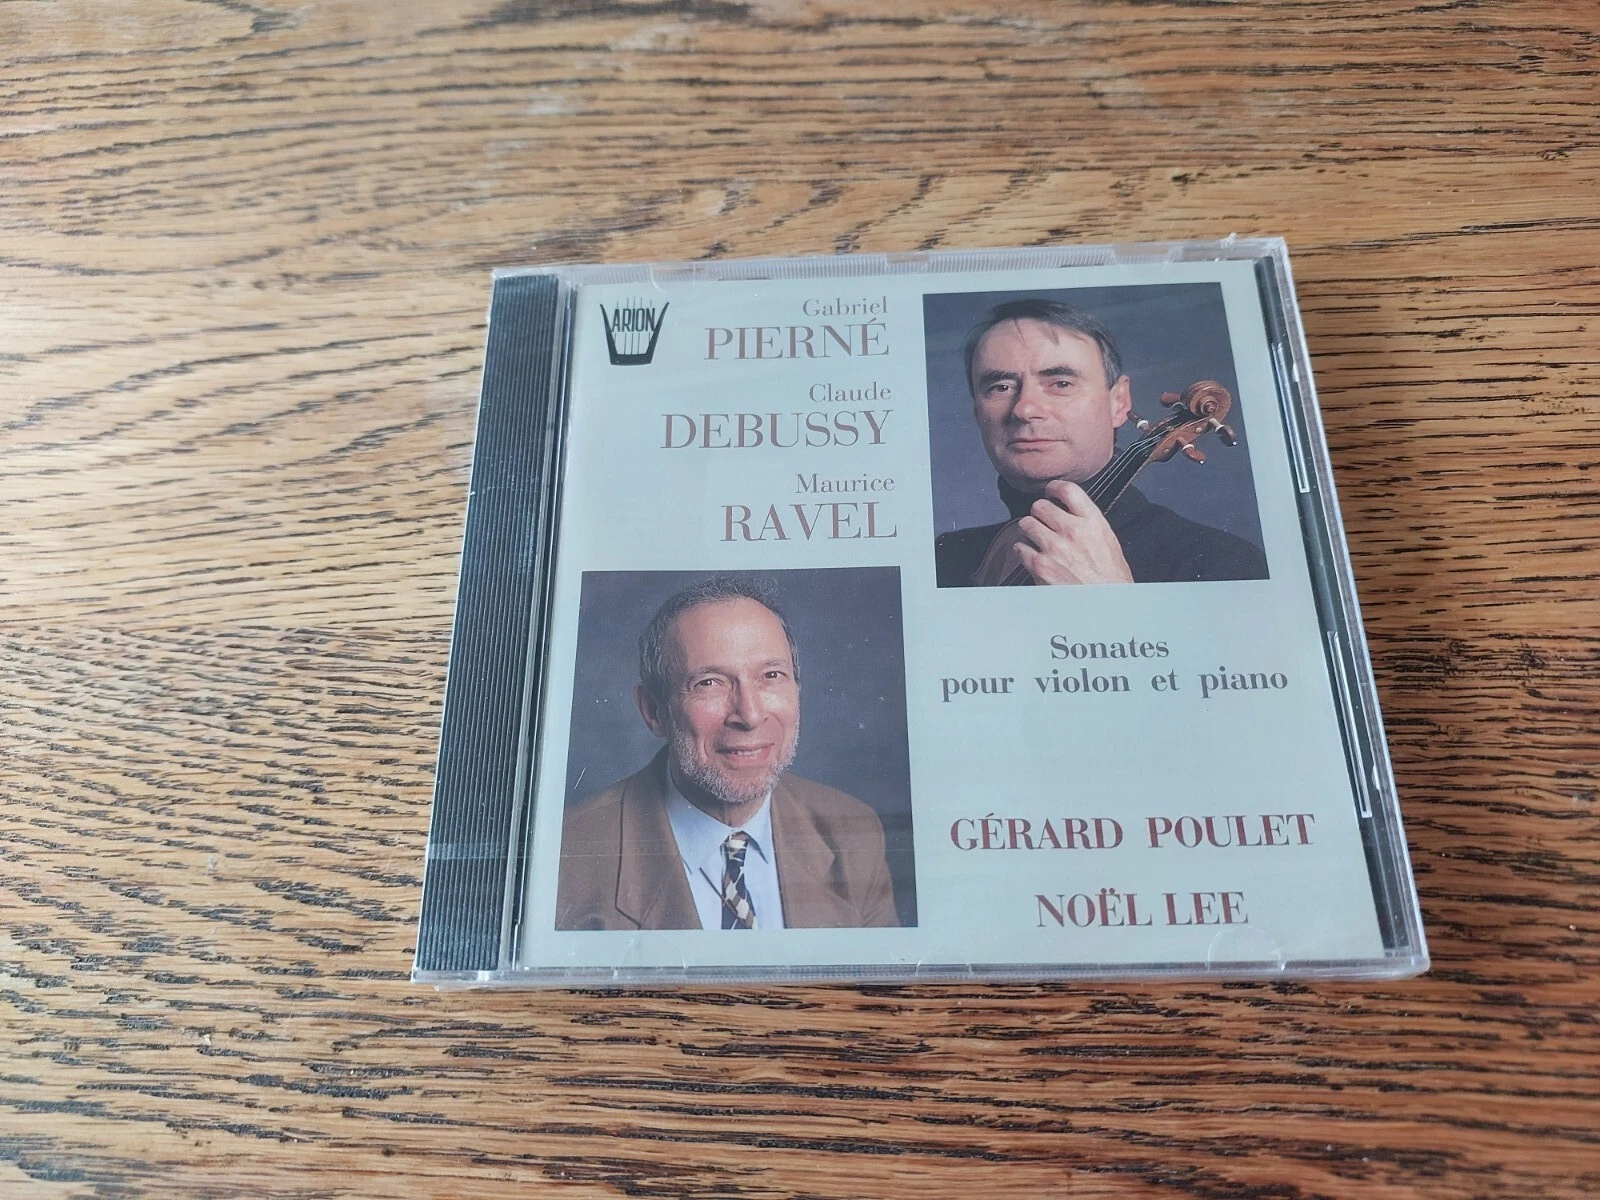 ARION
Gabriel
PIERNÉ
Claude
DEBUSSY
Maurice
RAVEL
Sonates
pour violon et piano
GÉRARD POULET
NOËL LEE